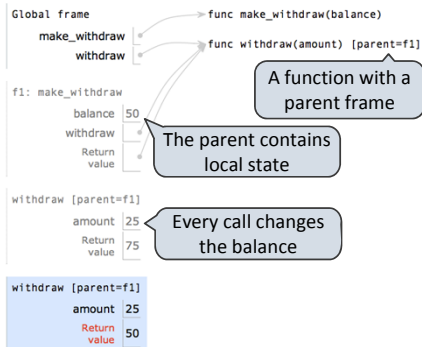 Global frame
make_withdraw
withdraw
func make_withdraw(balance)
func withdraw(amount) [parent=f1]
A function with a
parent frame
f1: make_withdraw
balance 50
withdraw
Return
value
The parent contains
local state
withdraw [parent=f1]
amount 25
Return
value 75
Every call changes
the balance
withdraw [parent=f1]
amount 25
Return
value 50